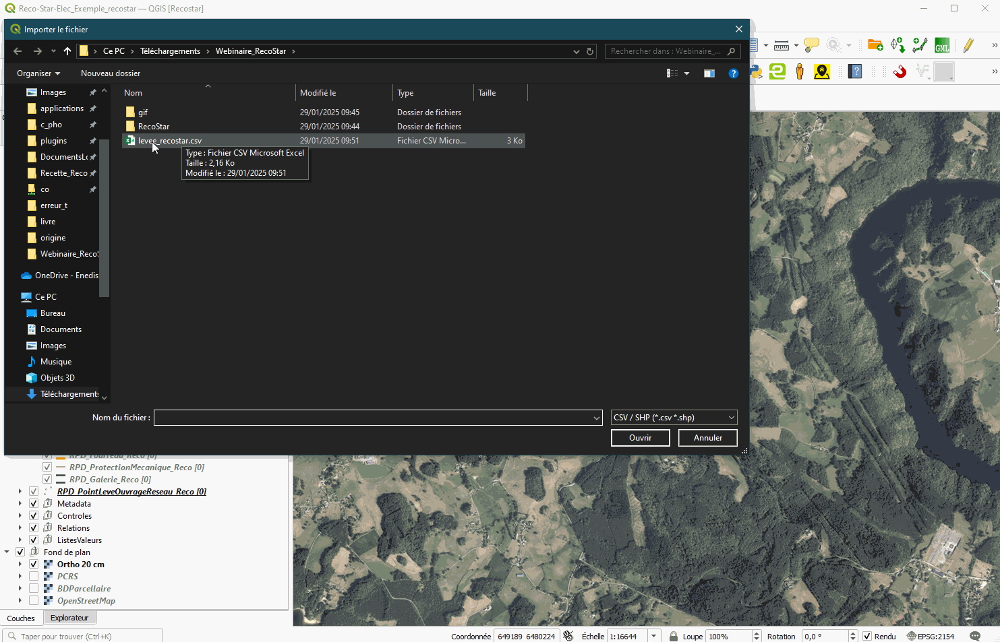 Reco-Star-Elec_Exemple_recostar — QGIS [Recostar]
Importer le fichier
Ce PC › Téléchargements › Webinaire_RecoStar ›
Rechercher dans : Webinaire_...
GML
Organiser
Nouveau dossier
Nom
Modifié le
Type
Taille
gif 29/01/2025 09:45 Dossier de fichiers
RecoStar 29/01/2025 09:44 Dossier de fichiers
levee_recostar.csv 29/01/2025 09:51 Fichier CSV Micro... 3 Ko
Type : Fichier CSV Microsoft Excel
Taille : 2,16 Ko
Modifié le : 29/01/2025 09:51
Images
applications
c_pho
plugins
DocumentsLc
Recette_Reco
co
erreur_t
livre
origine
Webinaire_RecoS
OneDrive - Enedis
Ce PC
Bureau
Documents
Images
Musique
Objets 3D
Téléchargements
Nom du fichier :
CSV / SHP (*.csv *.shp)
Ouvrir
Annuler
RPD_Fourreau_Reco [0]
RPD_ProtectionMecanique_Reco [0]
RPD_Galerie_Reco [0]
RPD_PointLeveOuvrageReseau_Reco [0]
Metadata
Controles
Relations
ListesValeurs
Fond de plan
Ortho 20 cm
PCRS
BDParcellaire
OpenStreetMap
Couches
Explorateur
Taper pour trouver (Ctrl+K)
Coordonnée 649189 6480224
Échelle 1:16644
Loupe 100%
Rotation 0,0 °
Rendu
EPSG:2154